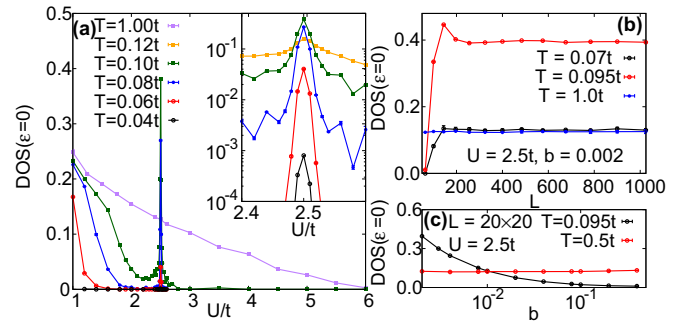 (a)
T=1.00t
T=0.12t
T=0.10t
T=0.08t
T=0.06t
T=0.04t
DOS(ε=0)
0.5
0.4
0.3
0.2
0.1
0
1 2 3 4 5 6
U/t
10⁻¹
10⁻²
10⁻³
10⁻⁴
2.4 2.5
U/t
(b)
DOS(ε=0)
0.4
0.2
0.0
T = 0.07t
T = 0.095t
T = 1.0t
U = 2.5t, b = 0.002
200 400 600 800 1000
L
(c)
DOS(ε=0)
0.6
0.3
0.0
L = 20×20
U = 2.5t
T=0.095t
T=0.5t
10⁻² 10⁻¹
b